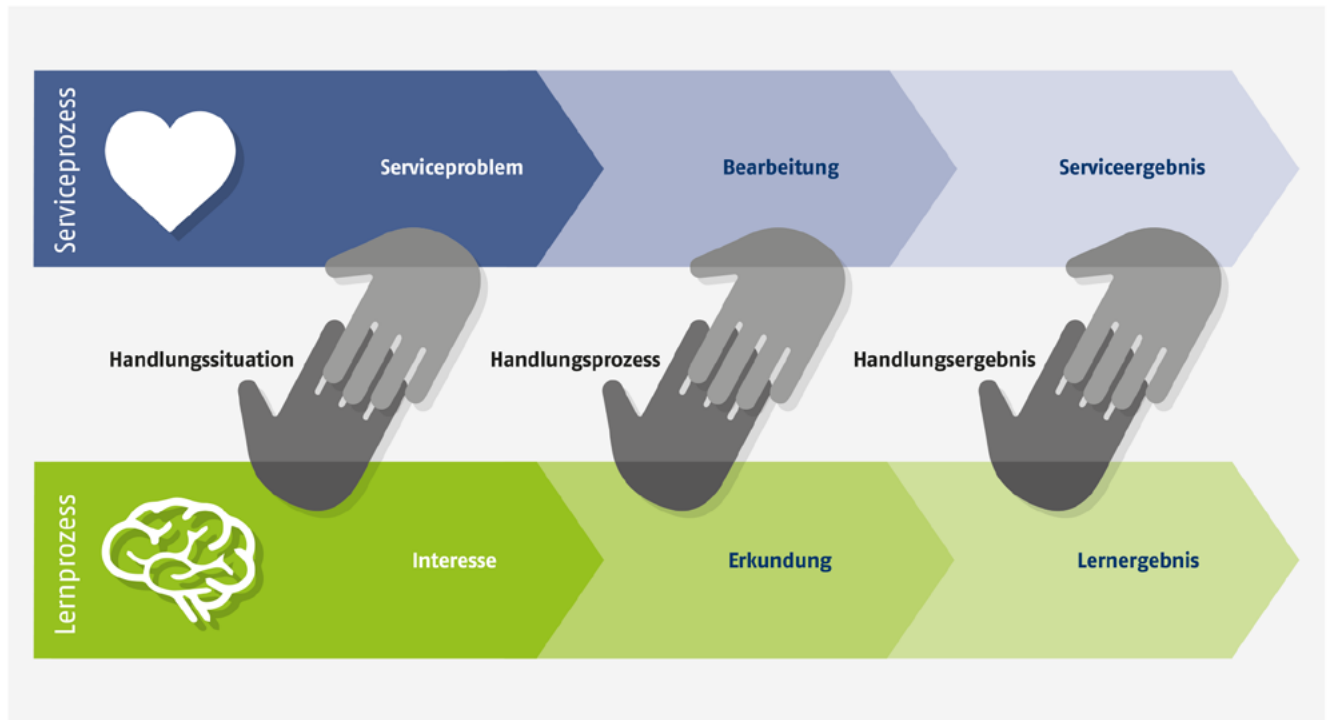 Serviceprozess
Serviceproblem
Bearbeitung
Serviceergebnis
Handlungssituation
Handlungsprozess
Handlungsergebnis
Lernprozess
Interesse
Erkundung
Lernergebnis